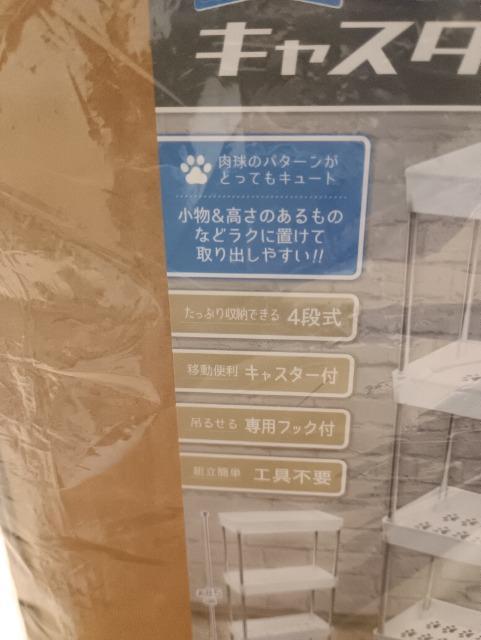 キャスタ
肉球のパターンが
とってもキュート
小物&高さのあるもの
などラクに置けて
取り出しやすい!!
たっぷり収納できる 4段式
移動便利 キャスター付
吊るせる 専用フック付
組立簡単 工具不要